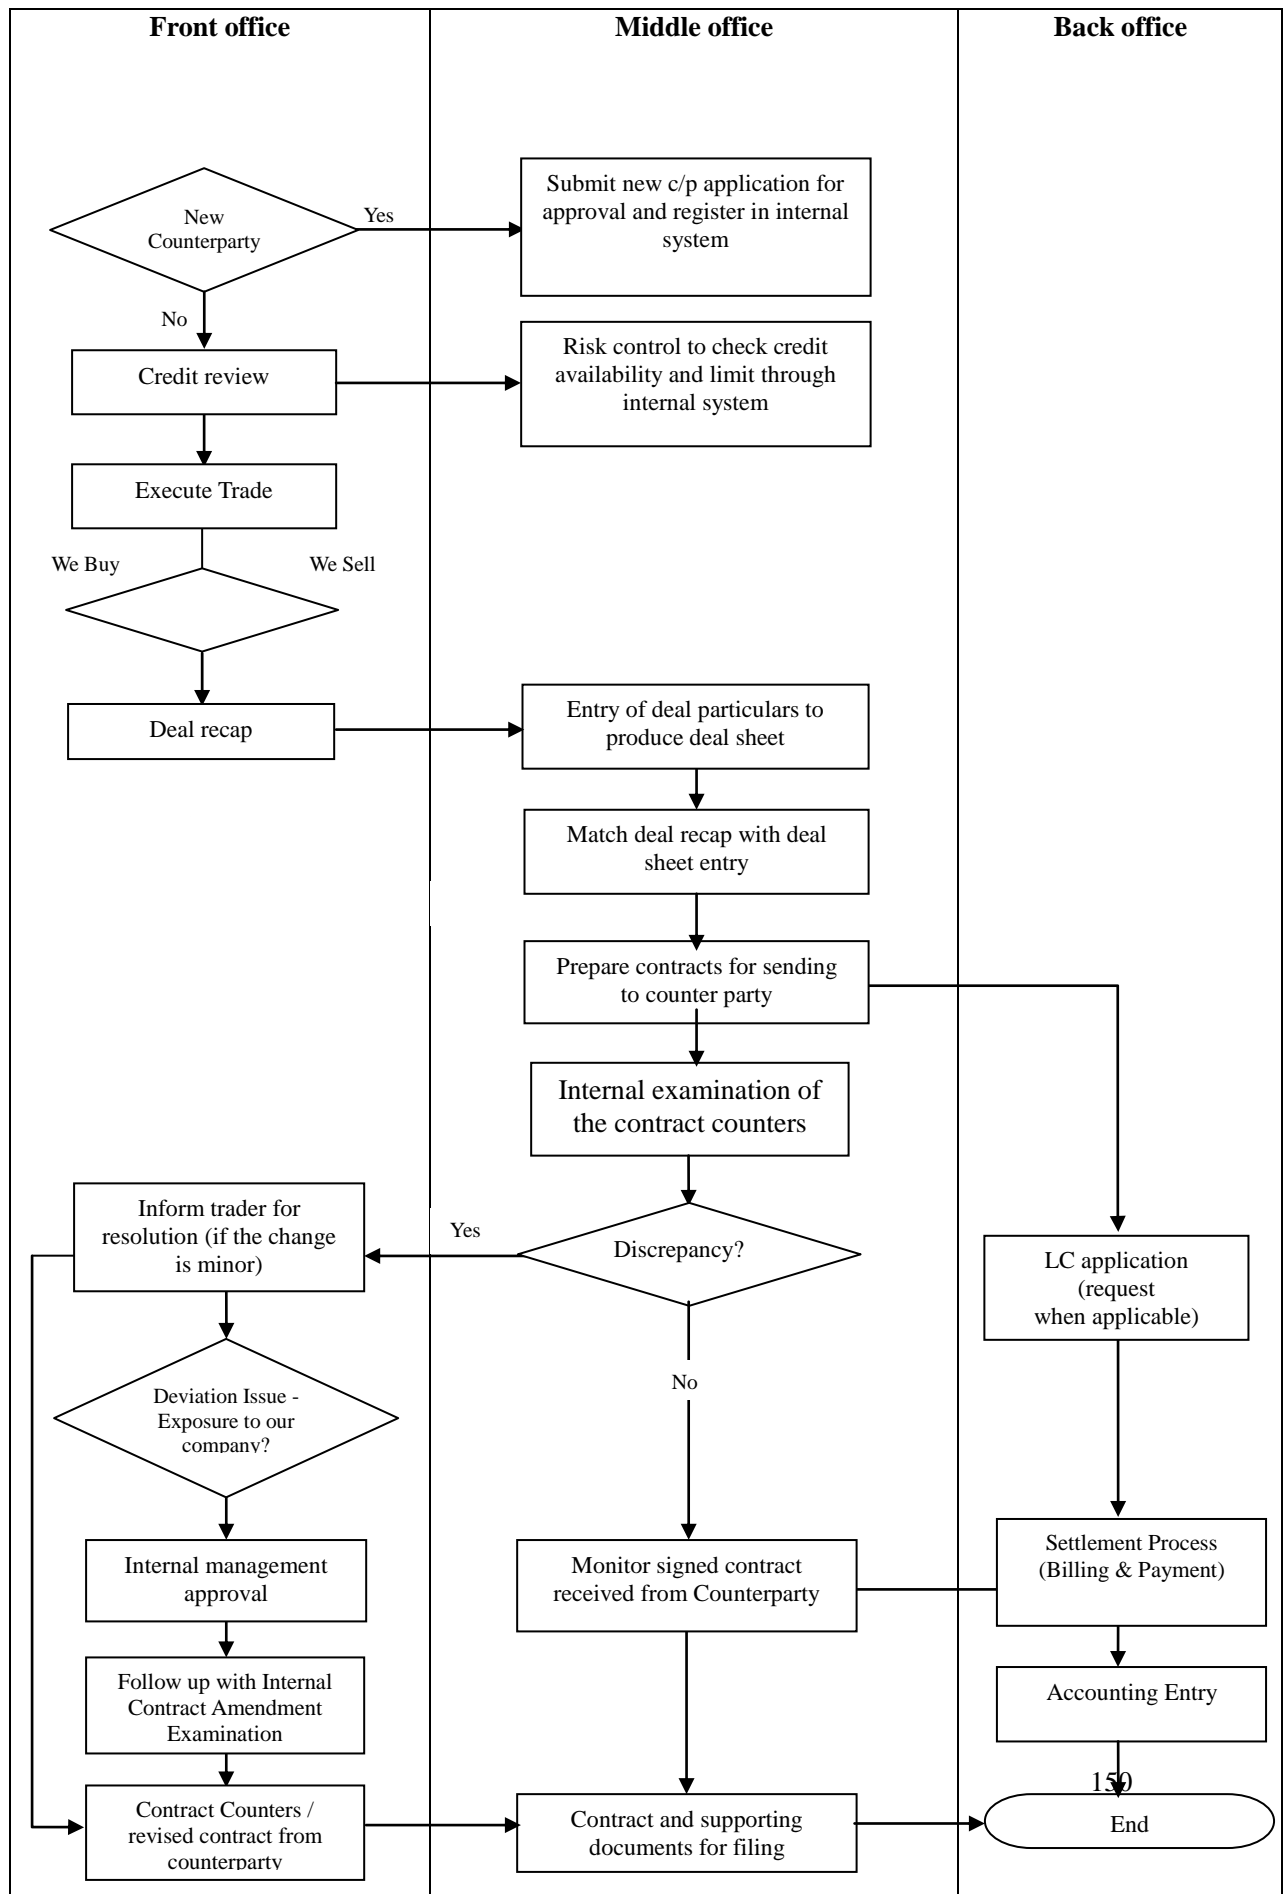 Front office
Middle office
Back office
New
Counterparty
Yes
Submit new c/p application for
approval and register in internal
system
No
Credit review
Risk control to check credit
availability and limit through
internal system
Execute Trade
We Buy
We Sell
Deal recap
Entry of deal particulars to
produce deal sheet
Match deal recap with deal
sheet entry
Prepare contracts for sending
to counter party
Internal examination of
the contract counters
Inform trader for
resolution (if the change
is minor)
Yes
Discrepancy?
LC application
(request
when applicable)
No
Deviation Issue -
Exposure to our
company?
Internal management
approval
Monitor signed contract
received from Counterparty
Settlement Process
(Billing & Payment)
Follow up with Internal
Contract Amendment
Examination
Accounting Entry
150
Contract Counters /
revised contract from
counterparty
Contract and supporting
documents for filing
End